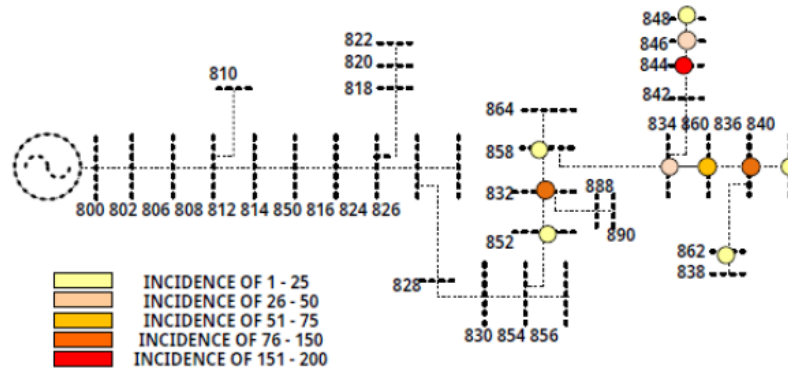 848
822
846
820
844
810
818
842
864
834 860 836 840
858
832
888
890
852
862
838
800 802 806 808 812 814 850 816 824 826
828
830 854 856
INCIDENCE OF 1 - 25
INCIDENCE OF 26 - 50
INCIDENCE OF 51 - 75
INCIDENCE OF 76 - 150
INCIDENCE OF 151 - 200